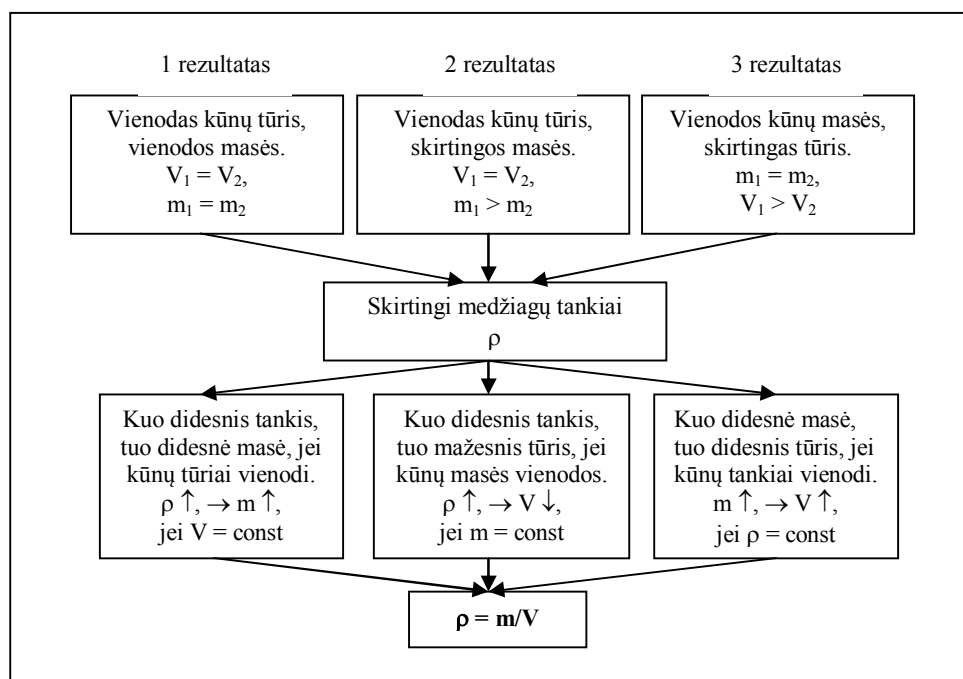 1 rezultatas
2 rezultatas
3 rezultatas
Vienodas kūnų tūris,
vienodos masės.
V₁ = V₂,
m₁ = m₂
Vienodas kūnų tūris,
skirtingos masės.
V₁ = V₂,
m₁ > m₂
Vienodos kūnų masės,
skirtingas tūris.
m₁ = m₂,
V₁ > V₂
Skirtingi medžiagų tankiai
ρ
Kuo didesnis tankis,
tuo didesnė masė, jei
kūnų tūriai vienodi.
ρ ↑, → m ↑,
jei V = const
Kuo didesnis tankis,
tuo mažesnis tūris, jei
kūnų masės vienodos.
ρ ↑, → V ↓,
jei m = const
Kuo didesnė masė,
tuo didesnis tūris, jei
kūnų tankiai vienodi.
m ↑, → V ↑,
jei ρ = const
ρ = m/V